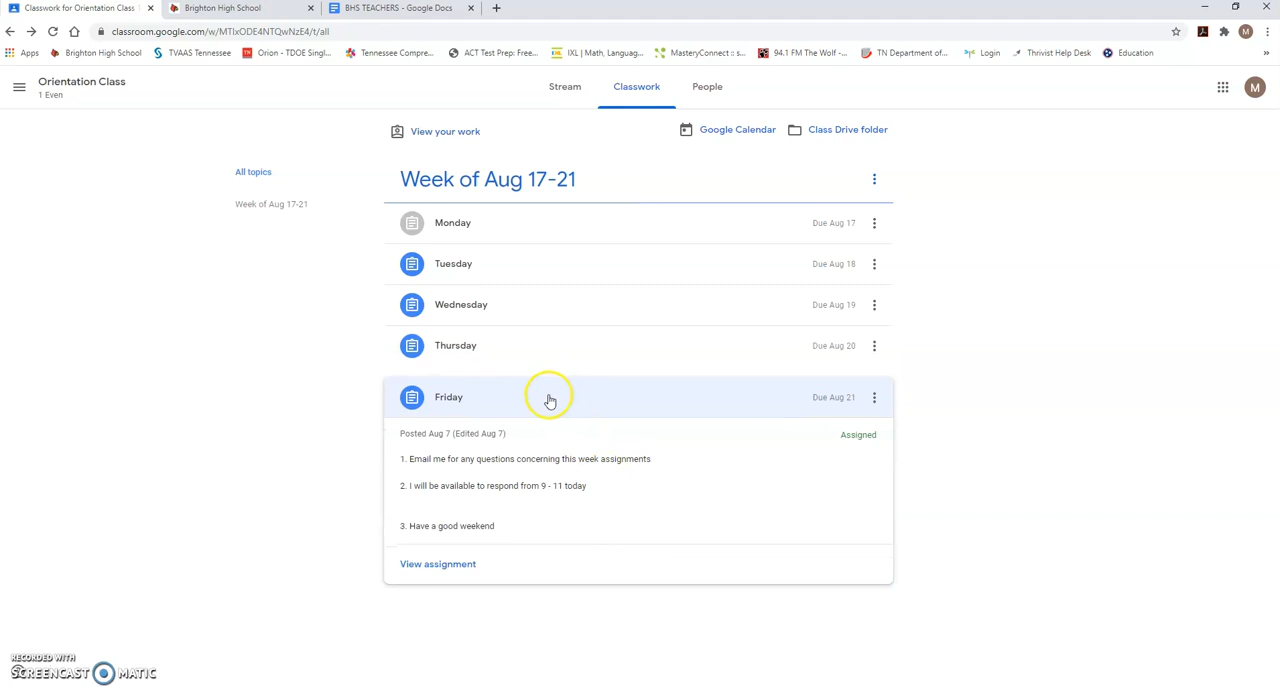 Classroom for Orientation Class
Brighton High School
BHS TEACHERS - Google Docs
classroom.google.com/w/MTIxODE4NTQwNzE4/t/all
M
Apps
Brighton High School
TVAAS Tennessee
Orion - TDOE Singl...
Tennessee Compre...
ACT Test Prep: Free...
IXL | Math, Languag...
MasteryConnect :: s...
94.1 FM The Wolf -...
TN Department of...
Login
Thrivist Help Desk
Education
Orientation Class
1 Even
Stream
Classwork
People
M
View your work
Google Calendar
Class Drive folder
All topics
Week of Aug 17-21
Week of Aug 17-21
Monday
Due Aug 17
Tuesday
Due Aug 18
Wednesday
Due Aug 19
Thursday
Due Aug 20
Friday
Due Aug 21
Posted Aug 7 (Edited Aug 7)
Assigned
1. Email me for any questions concerning this week assignments
2. I will be available to respond from 9 - 11 today
3. Have a good weekend
View assignment
RECORDED WITH
SCREENCAST MATIC